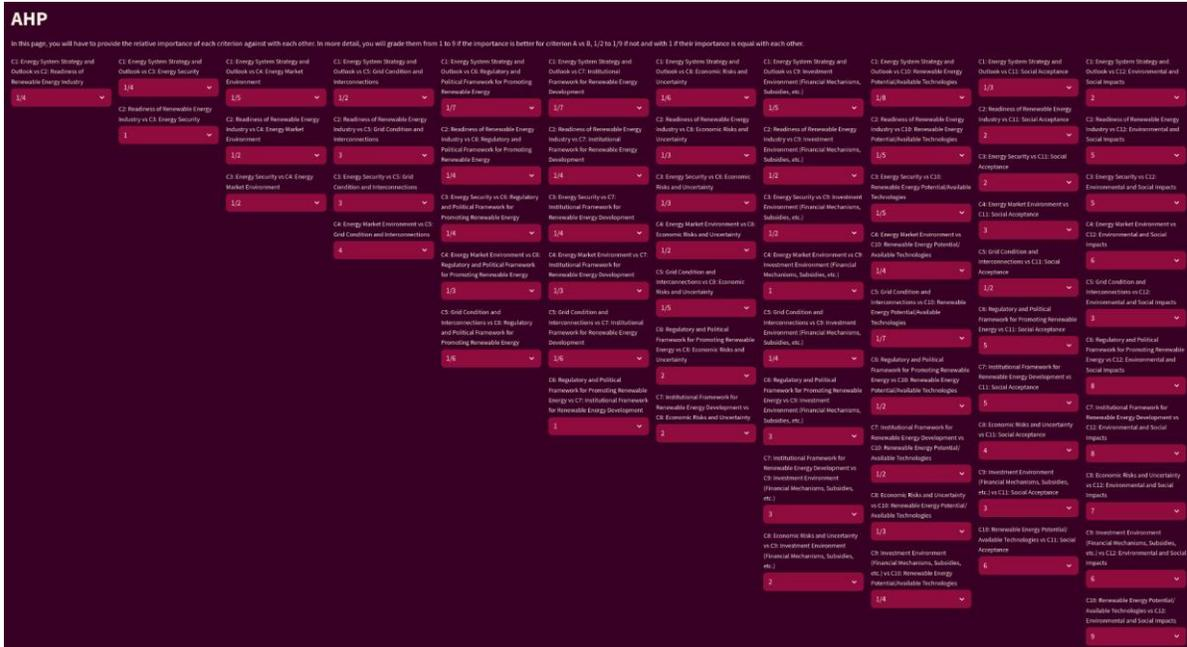 AHP
In this page, you will have to provide the relative importance of each criterion against with each other. In more detail, you will grade them from 1 to 9 if the importance is better for criterion A vs B, 1/2 to 1/9 if not and with 1 if their importance is equal with each other.
C1: Energy System Strategy and
Outlook vs C2: Readiness of
Renewable Energy Industry
1/4
C1: Energy System Strategy and
Outlook vs C3: Energy Security
1/4
C2: Readiness of Renewable Energy
Industry vs C3: Energy Security
1
C1: Energy System Strategy and
Outlook vs C4: Energy Market
Environment
1/5
C2: Readiness of Renewable Energy
Industry vs C4: Energy Market
Environment
1/2
C3: Energy Security vs C4: Energy
Market Environment
1/2
C1: Energy System Strategy and
Outlook vs C5: Grid Condition and
Interconnections
1/2
C2: Readiness of Renewable Energy
Industry vs C5: Grid Condition and
Interconnections
3
C3: Energy Security vs C5: Grid
Condition and Interconnections
3
C4: Energy Market Environment vs C5:
Grid Condition and Interconnections
4
C1: Energy System Strategy and
Outlook vs C6: Regulatory and
Political Framework for Promoting
Renewable Energy
1/7
C2: Readiness of Renewable Energy
Industry vs C6: Regulatory and
Political Framework for Promoting
Renewable Energy
1/4
C3: Energy Security vs C6: Regulatory
and Political Framework for
Promoting Renewable Energy
1/4
C4: Energy Market Environment vs C6:
Regulatory and Political Framework
for Promoting Renewable Energy
1/3
C5: Grid Condition and
Interconnections vs C6: Regulatory
and Political Framework for
Promoting Renewable Energy
1/6
C1: Energy System Strategy and
Outlook vs C7: Institutional
Framework for Renewable Energy
Development
1/7
C2: Readiness of Renewable Energy
Industry vs C7: Institutional
Framework for Renewable Energy
Development
1/4
C3: Energy Security vs C7:
Institutional Framework for
Renewable Energy Development
1/4
C4: Energy Market Environment vs C7:
Institutional Framework for
Renewable Energy Development
1/3
C5: Grid Condition and
Interconnections vs C7: Institutional
Framework for Renewable Energy
Development
1/6
C6: Regulatory and Political
Framework for Promoting Renewable
Energy vs C7: Institutional Framework
for Renewable Energy Development
1
C1: Energy System Strategy and
Outlook vs C8: Economic Risks and
Uncertainty
1/6
C2: Readiness of Renewable Energy
Industry vs C8: Economic Risks and
Uncertainty
1/3
C3: Energy Security vs C8: Economic
Risks and Uncertainty
1/3
C4: Energy Market Environment vs C8:
Economic Risks and Uncertainty
1/2
C5: Grid Condition and
Interconnections vs C8: Economic
Risks and Uncertainty
1/5
C6: Regulatory and Political
Framework for Promoting Renewable
Energy vs C8: Economic Risks and
Uncertainty
2
C7: Institutional Framework for
Renewable Energy Development vs
C8: Economic Risks and Uncertainty
2
C1: Energy System Strategy and
Outlook vs C9: Investment
Environment (Financial Mechanisms,
Subsidies, etc.)
1/5
C2: Readiness of Renewable Energy
Industry vs C9: Investment
Environment (Financial Mechanisms,
Subsidies, etc.)
1/2
C3: Energy Security vs C9: Investment
Environment (Financial Mechanisms,
Subsidies, etc.)
1/2
C4: Energy Market Environment vs C9:
Investment Environment (Financial
Mechanisms, Subsidies, etc.)
1
C5: Grid Condition and
Interconnections vs C9: Investment
Environment (Financial Mechanisms,
Subsidies, etc.)
1/4
C6: Regulatory and Political
Framework for Promoting Renewable
Energy vs C9: Investment
Environment (Financial Mechanisms,
Subsidies, etc.)
3
C7: Institutional Framework for
Renewable Energy Development vs
C9: Investment Environment
(Financial Mechanisms, Subsidies,
etc.)
3
C8: Economic Risks and Uncertainty
vs C9: Investment Environment
(Financial Mechanisms, Subsidies,
etc.)
2
C1: Energy System Strategy and
Outlook vs C10: Renewable Energy
Potential/Available Technologies
1/8
C2: Readiness of Renewable Energy
Industry vs C10: Renewable Energy
Potential/Available Technologies
1/5
C3: Energy Security vs C10:
Renewable Energy Potential/Available
Technologies
1/5
C4: Energy Market Environment vs
C10: Renewable Energy Potential/
Available Technologies
1/4
C5: Grid Condition and
Interconnections vs C10: Renewable
Energy Potential/Available
Technologies
1/7
C6: Regulatory and Political
Framework for Promoting Renewable
Energy vs C10: Renewable Energy
Potential/Available Technologies
1/2
C7: Institutional Framework for
Renewable Energy Development vs
C10: Renewable Energy Potential/
Available Technologies
1/2
C8: Economic Risks and Uncertainty
vs C10: Renewable Energy Potential/
Available Technologies
1/3
C9: Investment Environment
(Financial Mechanisms, Subsidies,
etc.) vs C10: Renewable Energy
Potential/Available Technologies
1/4
C1: Energy System Strategy and
Outlook vs C11: Social Acceptance
1/3
C2: Readiness of Renewable Energy
Industry vs C11: Social Acceptance
2
C3: Energy Security vs C11: Social
Acceptance
2
C4: Energy Market Environment vs
C11: Social Acceptance
3
C5: Grid Condition and
Interconnections vs C11: Social
Acceptance
1/2
C6: Regulatory and Political
Framework for Promoting Renewable
Energy vs C11: Social Acceptance
5
C7: Institutional Framework for
Renewable Energy Development vs
C11: Social Acceptance
5
C8: Economic Risks and Uncertainty
vs C11: Social Acceptance
4
C9: Investment Environment
(Financial Mechanisms, Subsidies,
etc.) vs C11: Social Acceptance
3
C10: Renewable Energy Potential/
Available Technologies vs C11: Social
Acceptance
6
C1: Energy System Strategy and
Outlook vs C12: Environmental and
Social Impacts
2
C2: Readiness of Renewable Energy
Industry vs C12: Environmental and
Social Impacts
5
C3: Energy Security vs C12:
Environmental and Social Impacts
5
C4: Energy Market Environment vs
C12: Environmental and Social
Impacts
6
C5: Grid Condition and
Interconnections vs C12:
Environmental and Social Impacts
3
C6: Regulatory and Political
Framework for Promoting Renewable
Energy vs C12: Environmental and
Social Impacts
8
C7: Institutional Framework for
Renewable Energy Development vs
C12: Environmental and Social
Impacts
8
C8: Economic Risks and Uncertainty
vs C12: Environmental and Social
Impacts
7
C9: Investment Environment
(Financial Mechanisms, Subsidies,
etc.) vs C12: Environmental and Social
Impacts
6
C10: Renewable Energy Potential/
Available Technologies vs C12:
Environmental and Social Impacts
9